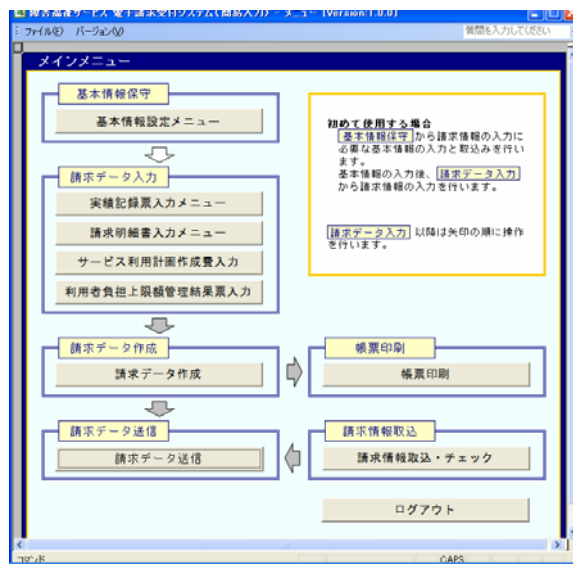 障害福祉サービス 電子請求受付システム(簡易入力) - メニュー [Version:1.0.0]
ファイル(F) バージョン(V)
質問を入力してください
メインメニュー
基本情報保守
基本情報設定メニュー
初めて使用する場合
基本情報保守 から請求情報の入力に
必要な基本情報の入力と取込みを行い
ます。
基本情報の入力後、 請求データ入力
から請求情報の入力を行います。
請求データ入力 以降は矢印の順に操作
を行います。
請求データ入力
実績記録票入力メニュー
請求明細書入力メニュー
サービス利用計画作成費入力
利用者負担上限額管理結果票入力
請求データ作成
請求データ作成
帳票印刷
帳票印刷
請求データ送信
請求データ送信
請求情報取込
請求情報取込・チェック
ログアウト
コマンド
CAPS